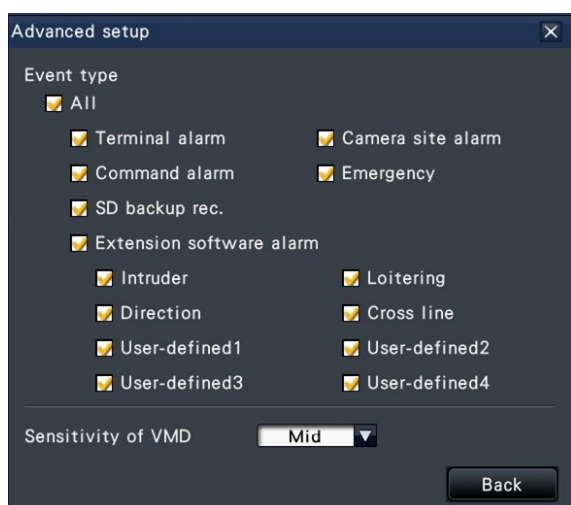 Advanced setup
Event type
All
Terminal alarm Camera site alarm
Command alarm Emergency
SD backup rec.
Extension software alarm
Intruder Loitering
Direction Cross line
User-defined1 User-defined2
User-defined3 User-defined4
Sensitivity of VMD Mid
Back